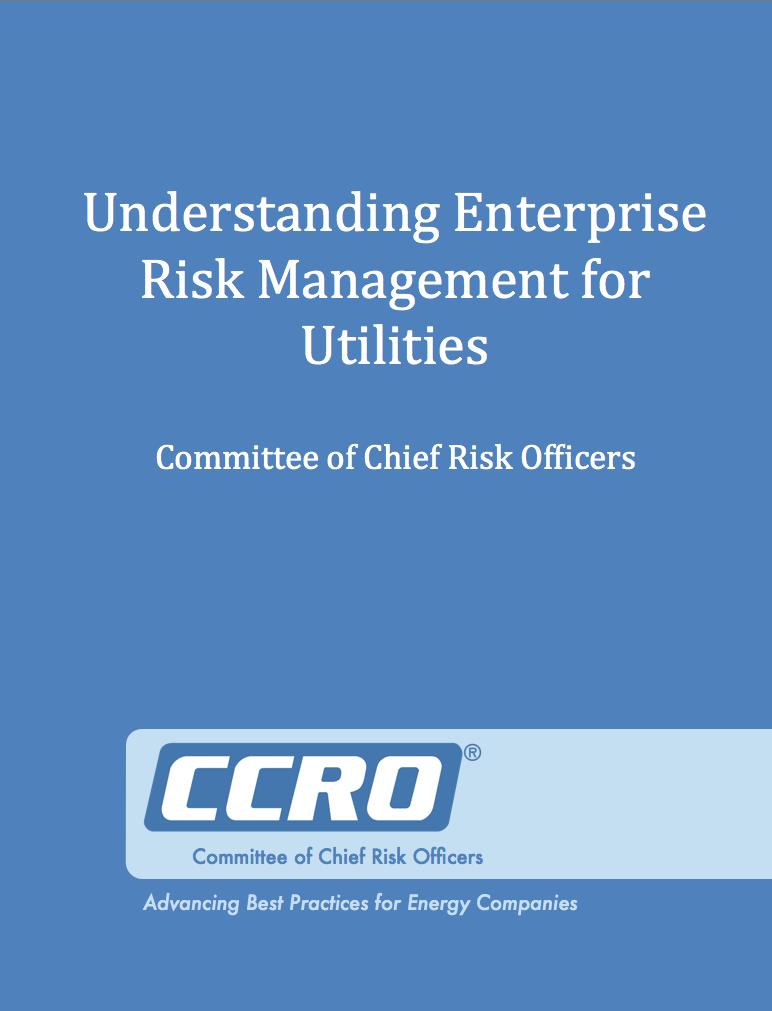 Understanding Enterprise
Risk Management for
Utilities
Committee of Chief Risk Officers
CCRO®
Committee of Chief Risk Officers
Advancing Best Practices for Energy Companies